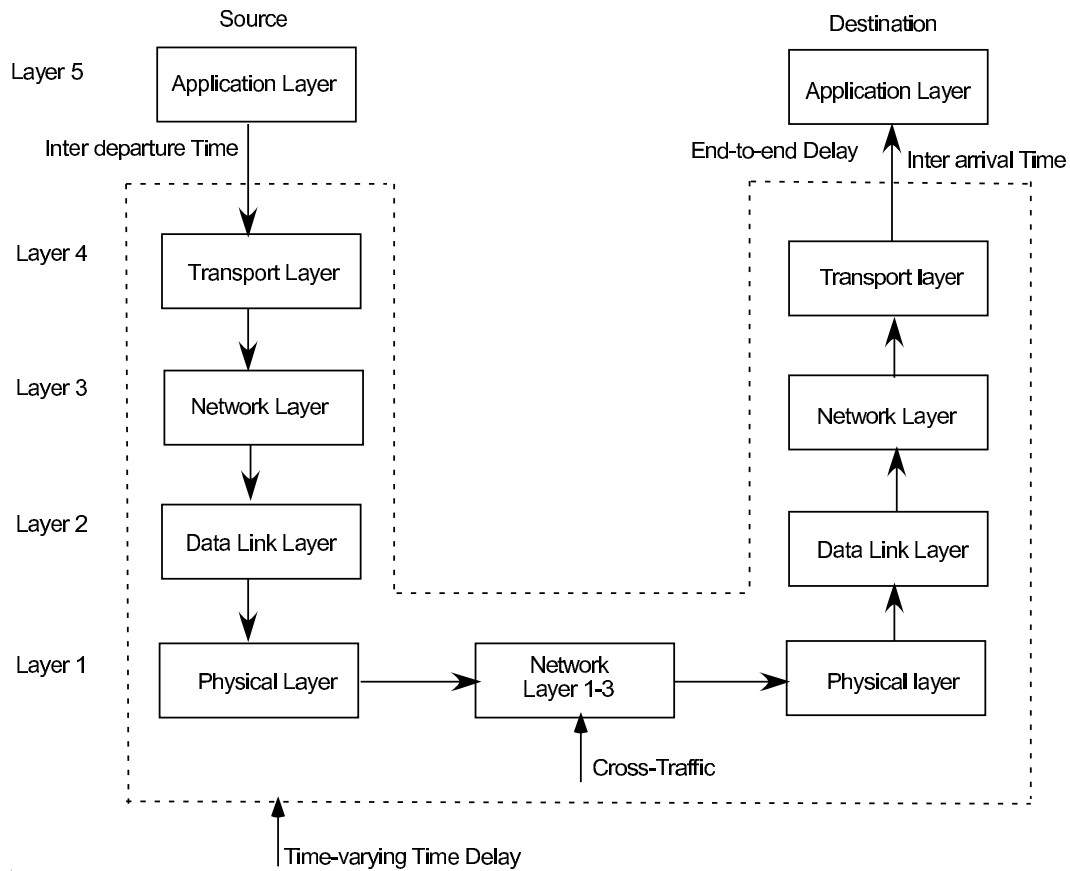 Source
Destination
Layer 5
Application Layer
Application Layer
Inter departure Time
End-to-end Delay
Inter arrival Time
Layer 4
Transport Layer
Transport layer
Layer 3
Network Layer
Network Layer
Layer 2
Data Link Layer
Data Link Layer
Layer 1
Physical Layer
Network
Layer 1-3
Physical layer
Cross-Traffic
Time-varying Time Delay